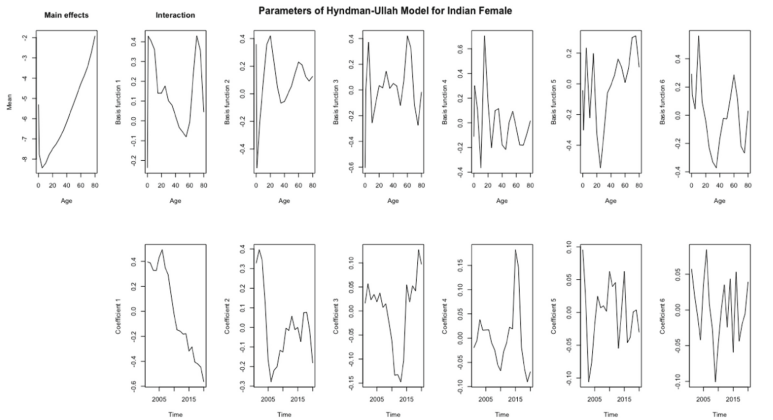 Parameters of Hyndman-Ullah Model for Indian Female
Main effects
Interaction
Mean
-2
-3
-4
-5
-6
-7
-8
0 20 40 60 80
Age
Basis function 1
0.4
0.3
0.2
0.1
0.0
-0.1
-0.2
0 20 40 60 80
Age
Basis function 2
0.4
0.2
0.0
-0.2
-0.4
0 20 40 60 80
Age
Basis function 3
0.4
0.2
0.0
-0.2
-0.4
-0.6
0 20 40 60 80
Age
Basis function 4
0.6
0.4
0.2
0.0
-0.2
-0.4
0 20 40 60 80
Age
Basis function 5
0.2
0.0
-0.2
-0.4
0 20 40 60 80
Age
Basis function 6
0.4
0.2
0.0
-0.2
-0.4
0 20 40 60 80
Age
Coefficient 1
0.4
0.2
0.0
-0.2
-0.4
-0.6
2005 2015
Time
Coefficient 2
0.4
0.3
0.2
0.1
0.0
-0.1
-0.2
-0.3
2005 2015
Time
Coefficient 3
0.10
0.05
0.00
-0.05
-0.10
-0.15
2005 2015
Time
Coefficient 4
0.15
0.10
0.05
0.00
-0.05
-0.10
2005 2015
Time
Coefficient 5
0.10
0.05
0.00
-0.05
-0.10
2005 2015
Time
Coefficient 6
0.05
0.00
-0.05
-0.10
2005 2015
Time